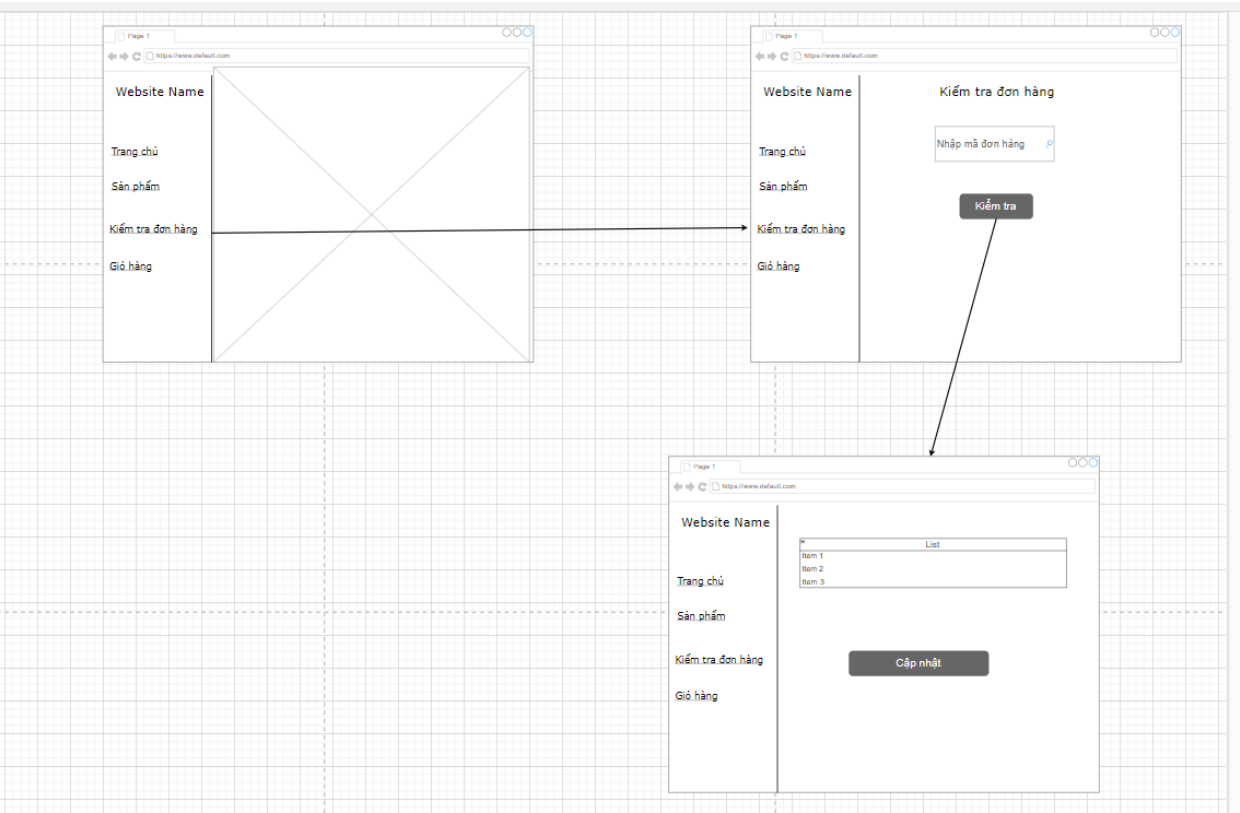 Page 1
https://www.default.com
Website Name
Trang chủ
Sản phẩm
Kiểm tra đơn hàng
Giỏ hàng
Page 1
https://www.default.com
Website Name
Kiểm tra đơn hàng
Nhập mã đơn hàng
Trang chủ
Sản phẩm
Kiểm tra
Kiểm tra đơn hàng
Giỏ hàng
Page 1
https://www.default.com
Website Name
List
Item 1
Item 2
Item 3
Trang chủ
Sản phẩm
Kiểm tra đơn hàng
Cập nhật
Giỏ hàng